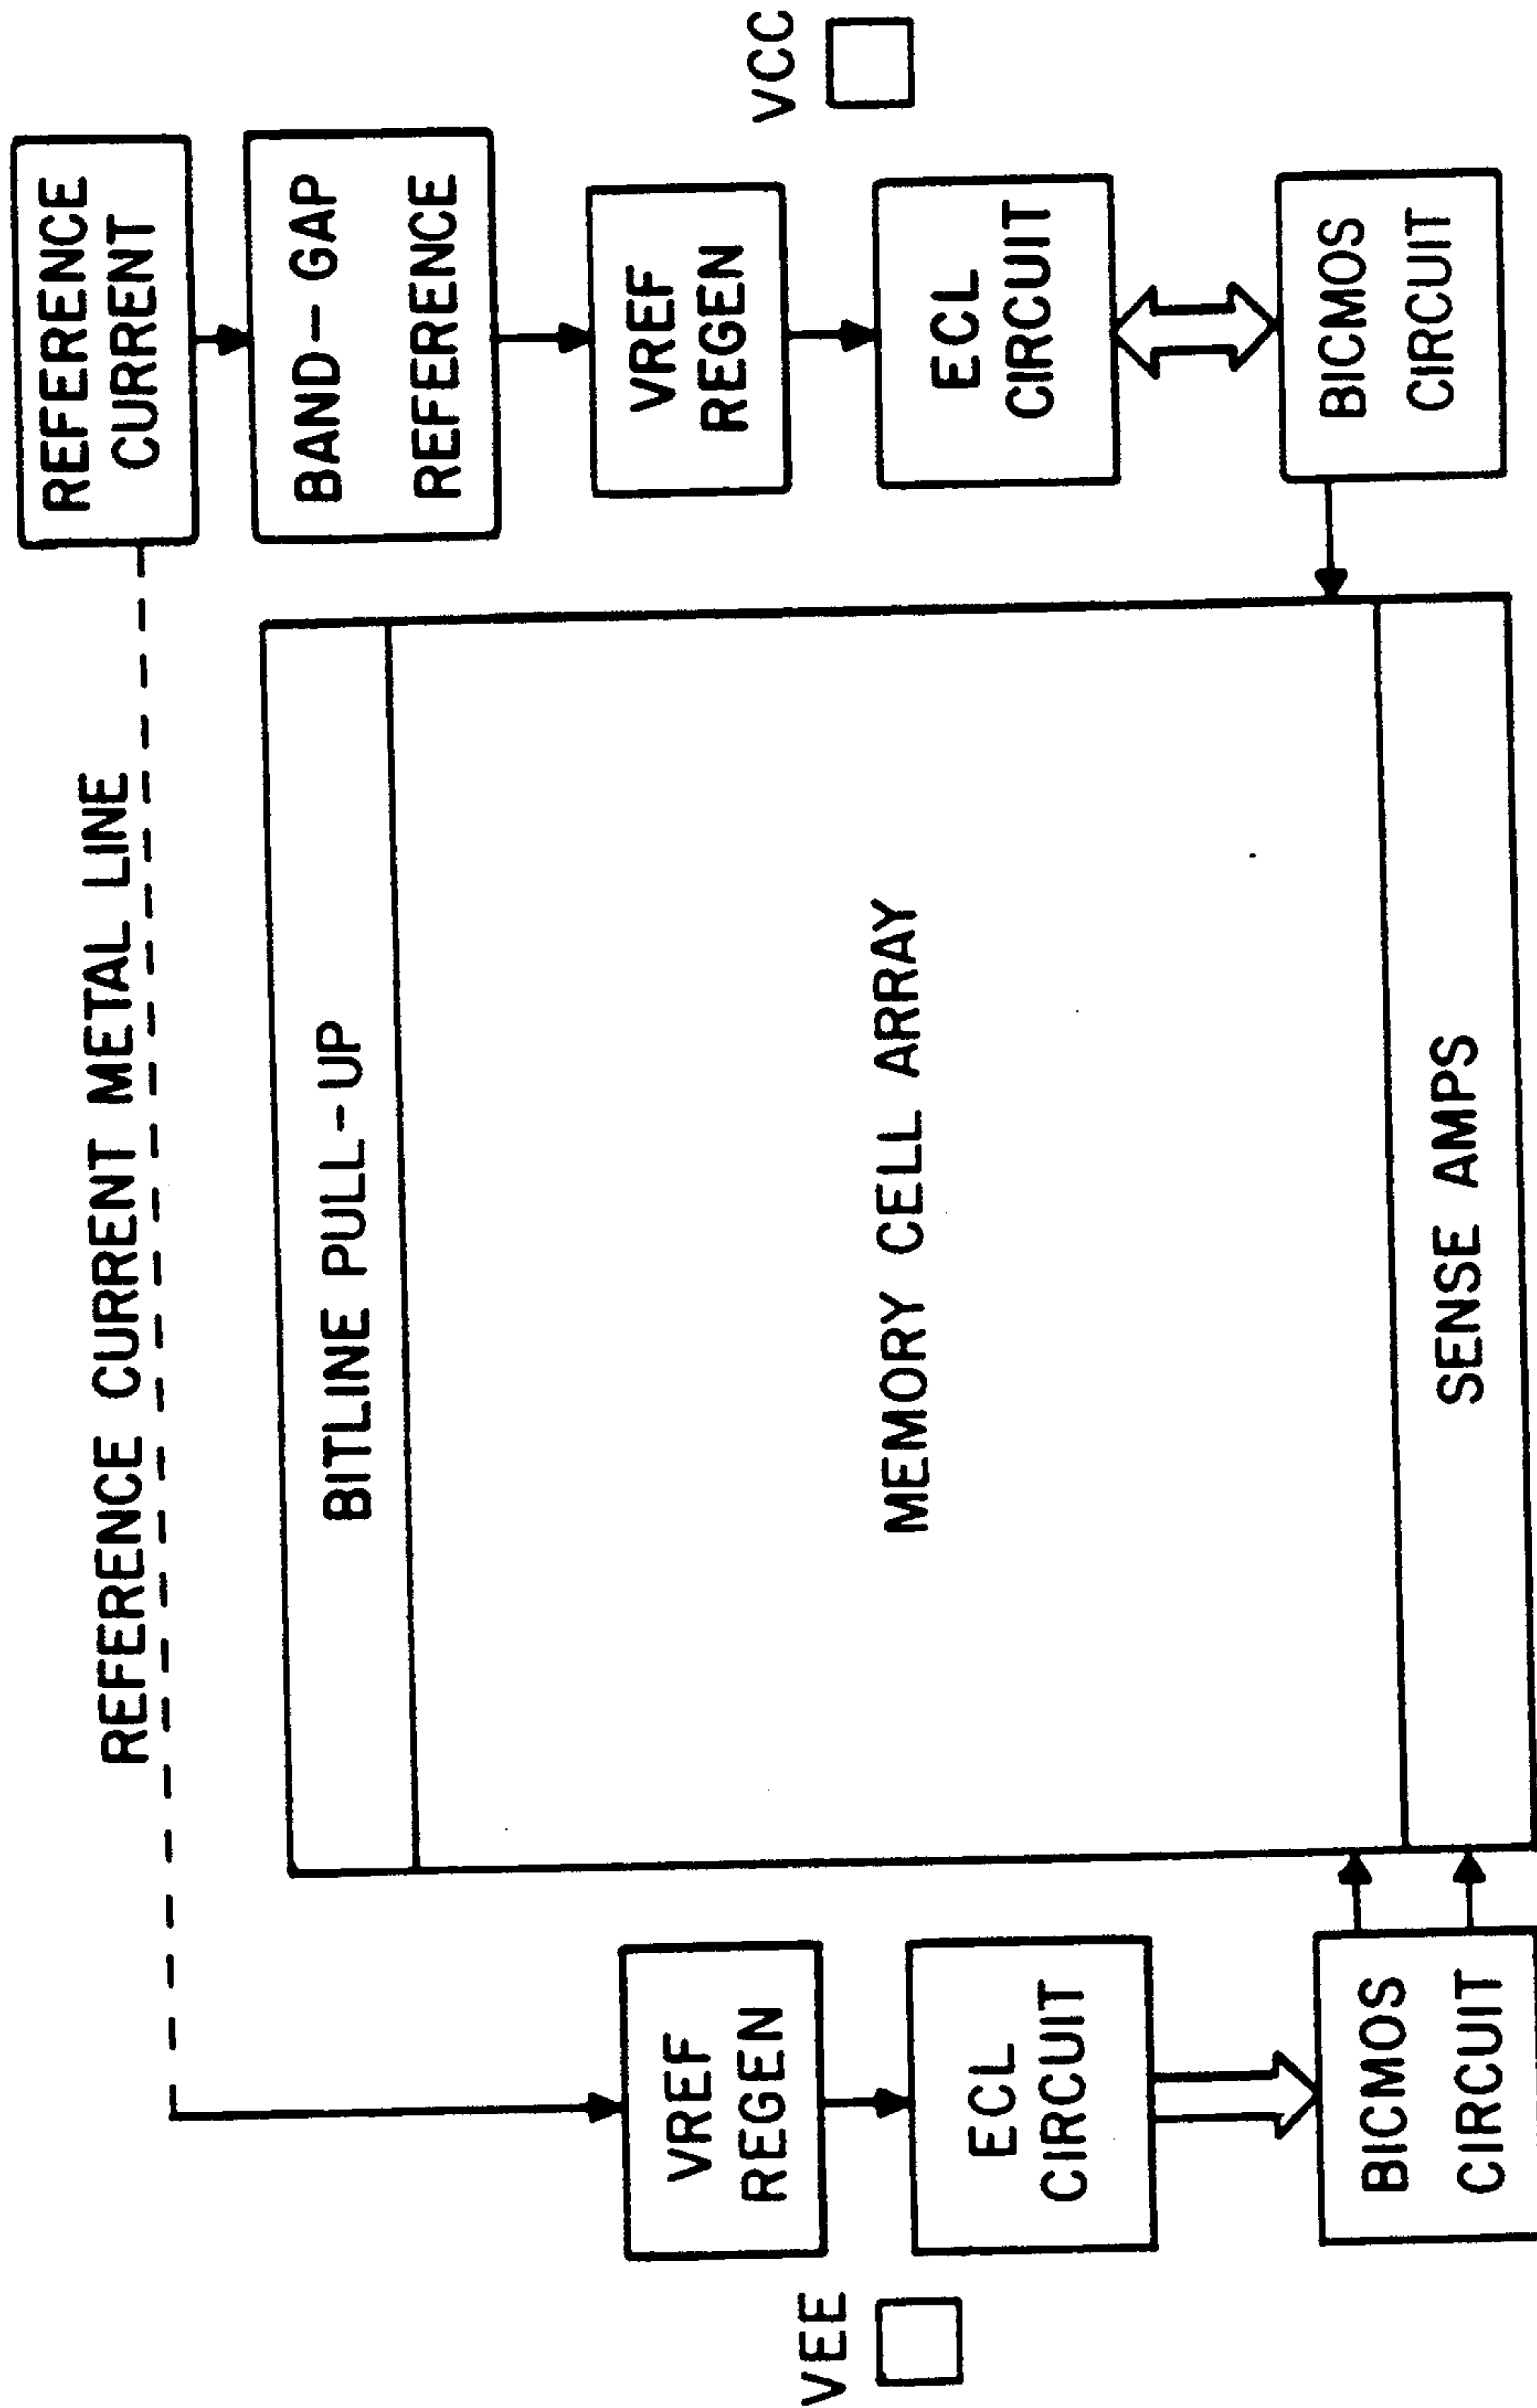 REFERENCE
CURRENT
REFERENCE CURRENT METAL LINE
BAND-GAP
REFERENCE
BITLINE PULL-UP
VREF
REGEN
VREF
REGEN
VCC
VEE
ECL
CIRCUIT
ECL
CIRCUIT
MEMORY CELL ARRAY
BICMOS
CIRCUIT
BICMOS
CIRCUIT
SENSE AMPS